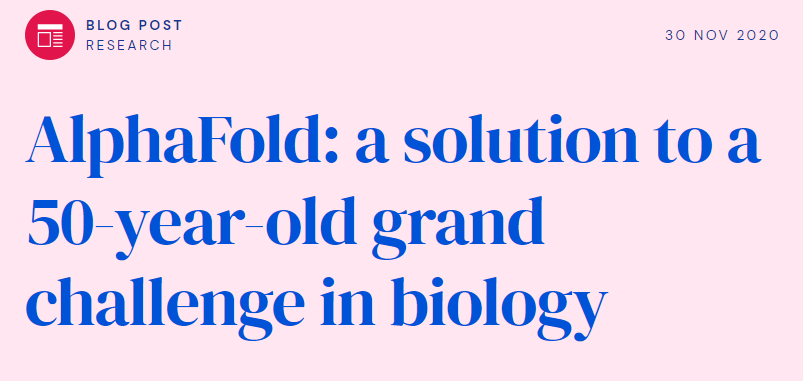 BLOG POST
RESEARCH
30 NOV 2020
AlphaFold: a solution to a
50-year-old grand
challenge in biology